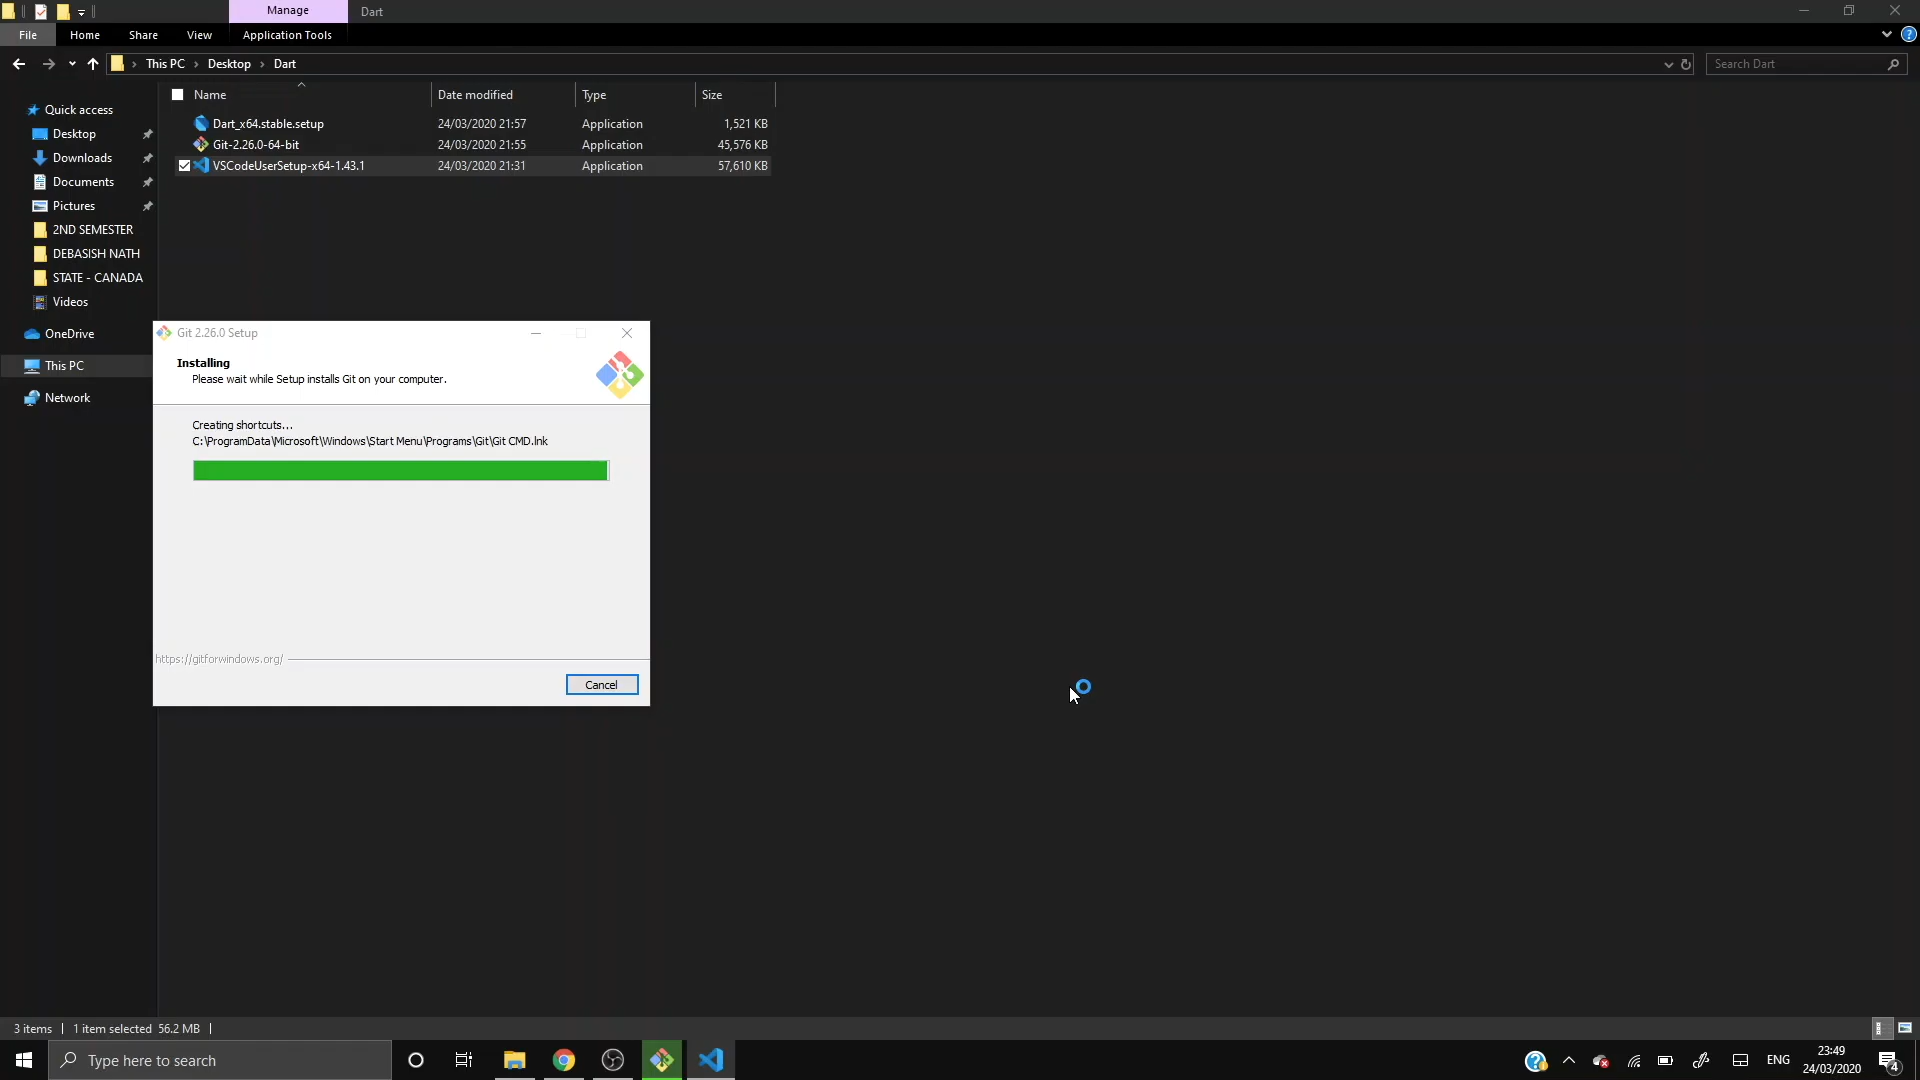 Manage
Dart
File
Home
Share
View
Application Tools
This PC
Desktop
Dart
Search Dart
Name
Date modified
Type
Size
Dart_x64.stable.setup 24/03/2020 21:57 Application 1,521 KB
Git-2.26.0-64-bit 24/03/2020 21:55 Application 45,576 KB
VSCodeUserSetup-x64-1.43.1 24/03/2020 21:31 Application 57,610 KB
Quick access
Desktop
Downloads
Documents
Pictures
2ND SEMESTER
DEBASISH NATH
STATE - CANADA
Videos
OneDrive
This PC
Network
Git 2.26.0 Setup
Installing
Please wait while Setup installs Git on your computer.
Creating shortcuts...
C:\ProgramData\Microsoft\Windows\Start Menu\Programs\Git\Git CMD.lnk
https://gitforwindows.org/
Cancel
3 items
1 item selected 56.2 MB
Type here to search
ENG
23:49
24/03/2020
4